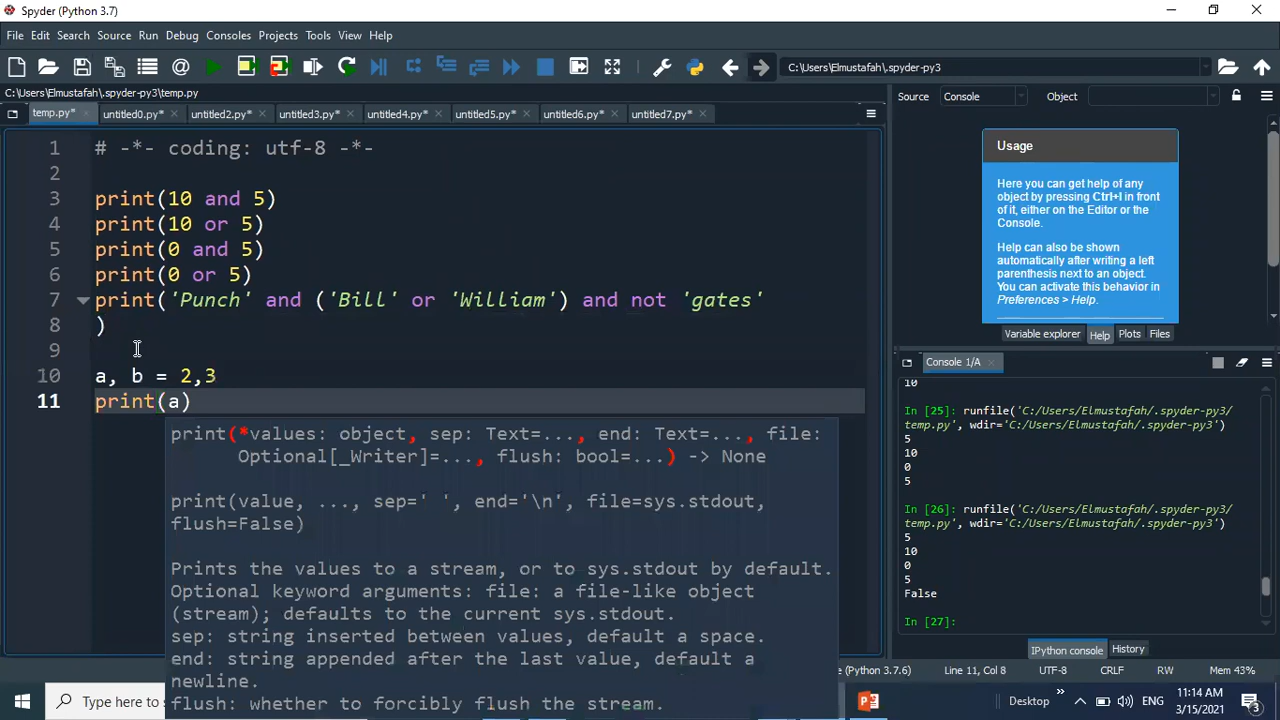 Spyder (Python 3.7)
File Edit Search Source Run Debug Consoles Projects Tools View Help
C:\Users\Elmustafah\.spyder-py3
C:\Users\Elmustafah\.spyder-py3\temp.py
temp.py* untitled0.py* untitled2.py* untitled3.py* untitled4.py* untitled5.py* untitled6.py* untitled7.py*
1 # -*- coding: utf-8 -*-
2
3 print(10 and 5)
4 print(10 or 5)
5 print(0 and 5)
6 print(0 or 5)
7 print('Punch' and ('Bill' or 'William') and not 'gates'
8 )
9
10 a, b = 2,3
11 print(a)
print(*values: object, sep: Text=..., end: Text=..., file:
Optional[_Writer]=..., flush: bool=...) -> None
print(value, ..., sep=' ', end='\n', file=sys.stdout,
flush=False)
Prints the values to a stream, or to sys.stdout by default.
Optional keyword arguments: file: a file-like object
(stream); defaults to the current sys.stdout.
sep: string inserted between values, default a space.
end: string appended after the last value, default a
newline.
flush: whether to forcibly flush the stream.
Source Console Object
Usage
Here you can get help of any
object by pressing Ctrl+I in front
of it, either on the Editor or the
Console.
Help can also be shown
automatically after writing a left
parenthesis next to an object.
You can activate this behavior in
Preferences > Help.
Variable explorer Help Plots Files
Console 1/A
10
In [25]: runfile('C:/Users/Elmustafah/.spyder-py3/
temp.py', wdir='C:/Users/Elmustafah/.spyder-py3')
5
10
0
5
In [26]: runfile('C:/Users/Elmustafah/.spyder-py3/
temp.py', wdir='C:/Users/Elmustafah/.spyder-py3')
5
10
0
5
False
In [27]:
IPython console History
(Python 3.7.6) Line 11, Col 8 UTF-8 CRLF RW Mem 43%
Type here to
Desktop
11:14 AM
3/15/2021
3